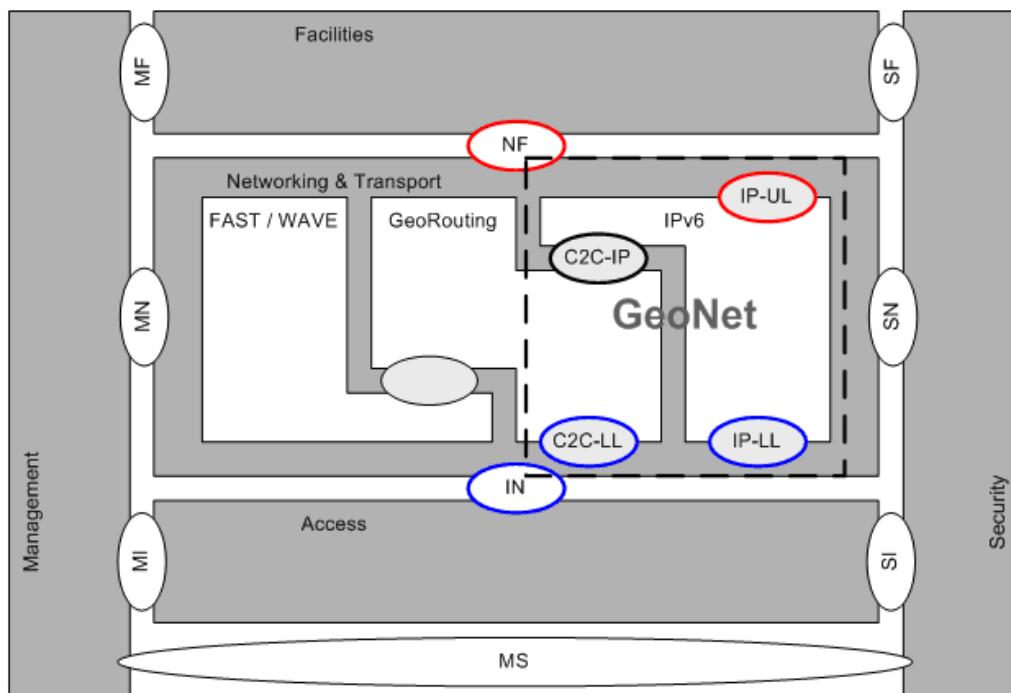 Facilities
MF
SF
NF
Networking & Transport
IP-UL
FAST / WAVE
GeoRouting
IPv6
C2C-IP
MN
GeoNet
SN
C2C-LL
IP-LL
IN
Management
Access
Security
MI
SI
MS